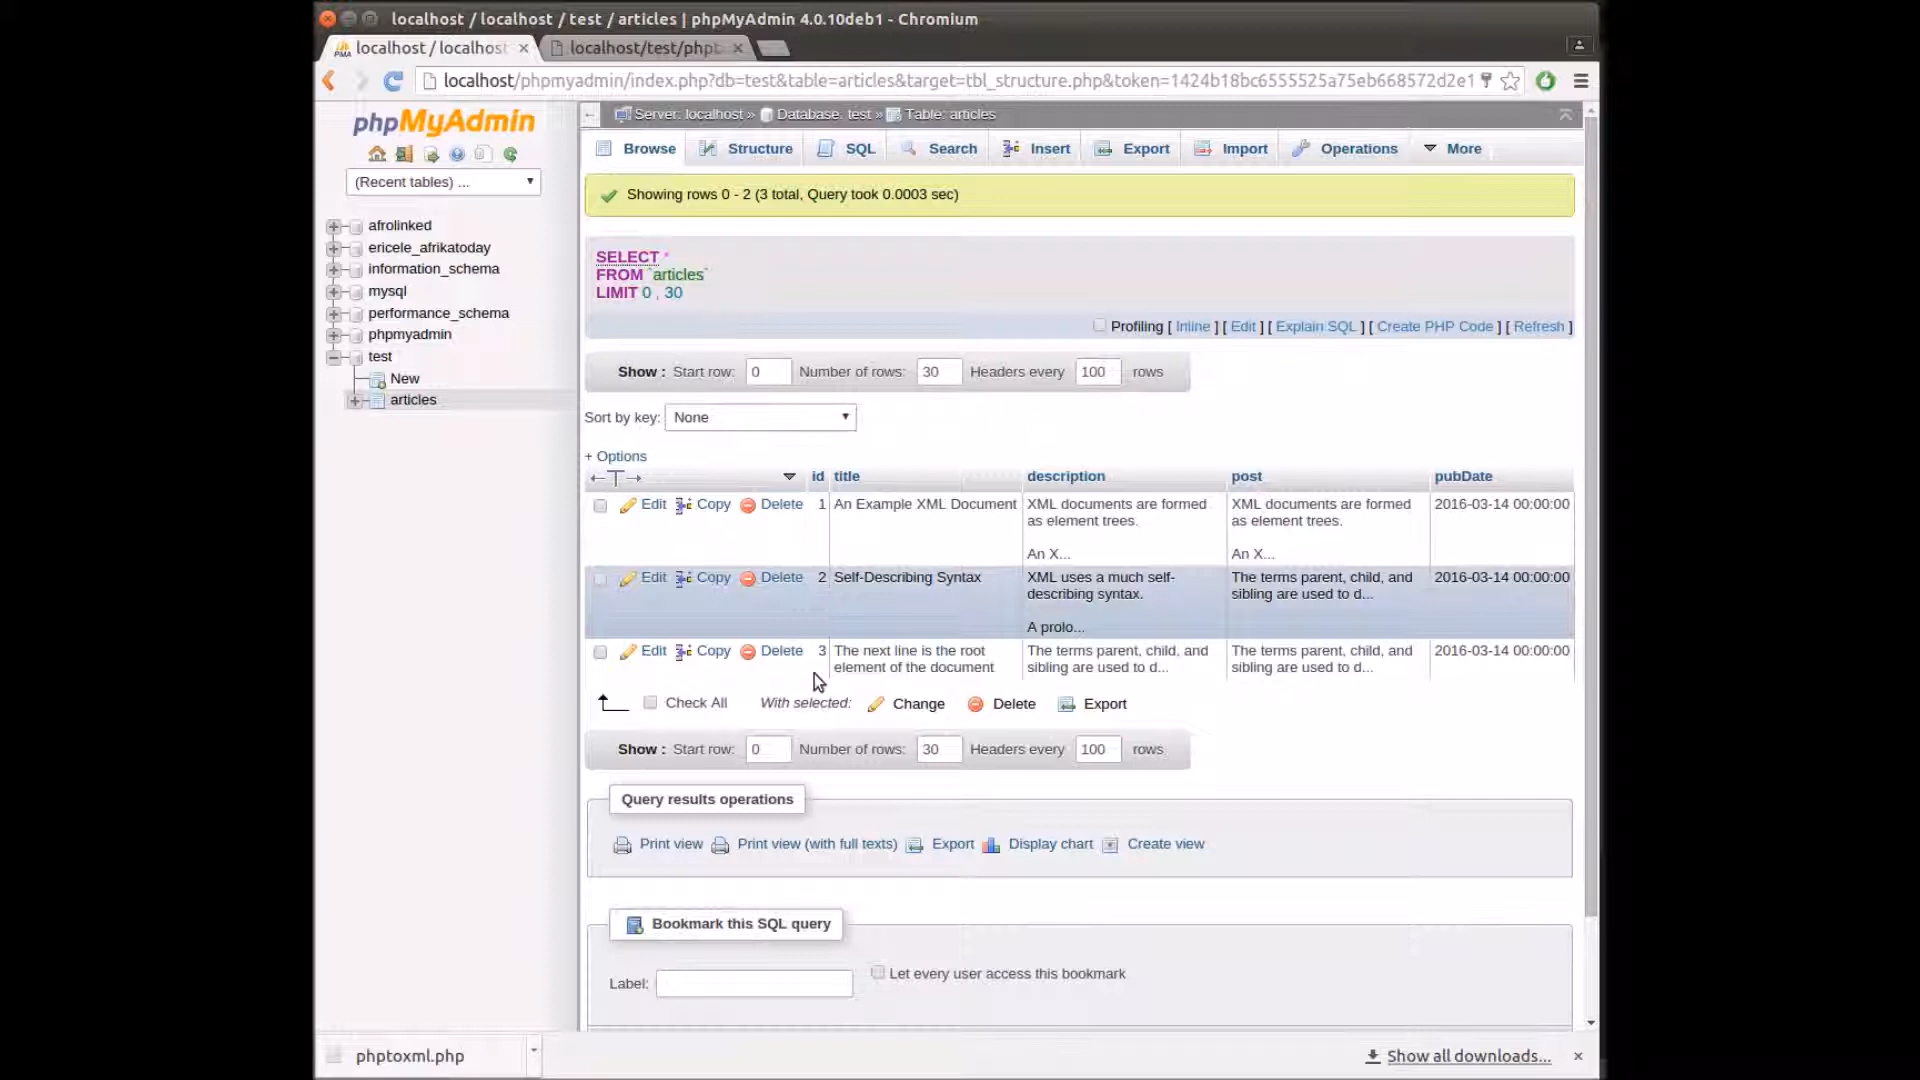 localhost / localhost / test / articles | phpMyAdmin 4.0.10deb1 - Chromium
localhost / localhost
localhost/test/phpt
localhost/phpmyadmin/index.php?db=test&table=articles&target=tbl_structure.php&token=1424b18bc6555525a75eb668572d2e1
phpMyAdmin
(Recent tables) ...
afrolinked
ericele_afrikatoday
information_schema
mysql
performance_schema
phpmyadmin
test
New
articles
Server: localhost » Database: test » Table: articles
Browse Structure SQL Search Insert Export Import Operations More
Showing rows 0 - 2 (3 total, Query took 0.0003 sec)
SELECT *
FROM `articles`
LIMIT 0 , 30
Profiling [ Inline ] [ Edit ] [ Explain SQL ] [ Create PHP Code ] [ Refresh ]
Show : Start row: 0 Number of rows: 30 Headers every 100 rows
Sort by key: None
+ Options
id title description post pubDate
Edit Copy Delete 1 An Example XML Document XML documents are formed XML documents are formed 2016-03-14 00:00:00
as element trees. as element trees.
An X... An X...
Edit Copy Delete 2 Self-Describing Syntax XML uses a much self- The terms parent, child, and 2016-03-14 00:00:00
describing syntax. sibling are used to d...
A prolo...
Edit Copy Delete 3 The next line is the root The terms parent, child, and The terms parent, child, and 2016-03-14 00:00:00
element of the document sibling are used to d... sibling are used to d...
Check All With selected: Change Delete Export
Show : Start row: 0 Number of rows: 30 Headers every 100 rows
Query results operations
Print view Print view (with full texts) Export Display chart Create view
Bookmark this SQL query
Label: Let every user access this bookmark
phptoxml.php
Show all downloads...